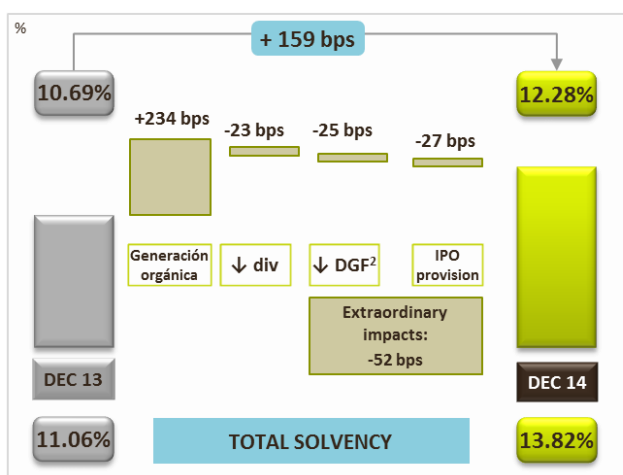 %
+ 159 bps
10.69%
12.28%
+234 bps
-23 bps
-25 bps
-27 bps
Generación
orgánica
↓ div
↓ DGF²
IPO
provision
Extraordinary
impacts:
-52 bps
DEC 13
DEC 14
11.06%
TOTAL SOLVENCY
13.82%